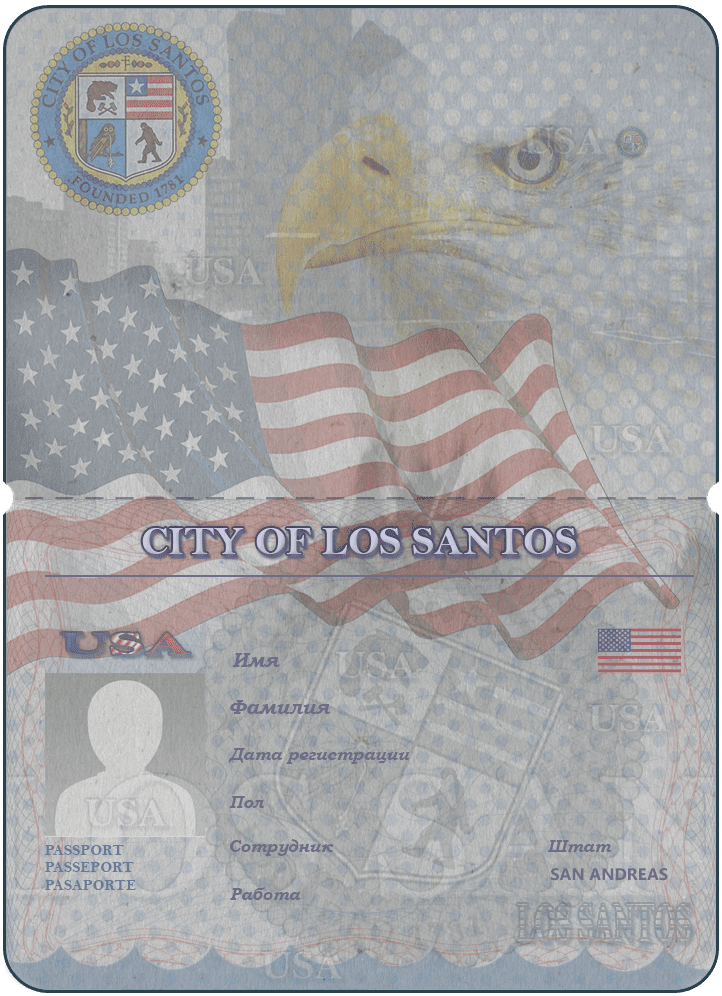 CITY OF LOS SANTOS
FOUNDED 1781
USA
USA
USA
CITY OF LOS SANTOS
USA
Имя
USA
Фамилия
USA
Дата регистрации
Пол
USA
PASSPORT
PASSEPORT
PASAPORTE
Сотрудник
Штат
SAN ANDREAS
Работа
LOS SANTOS
USA